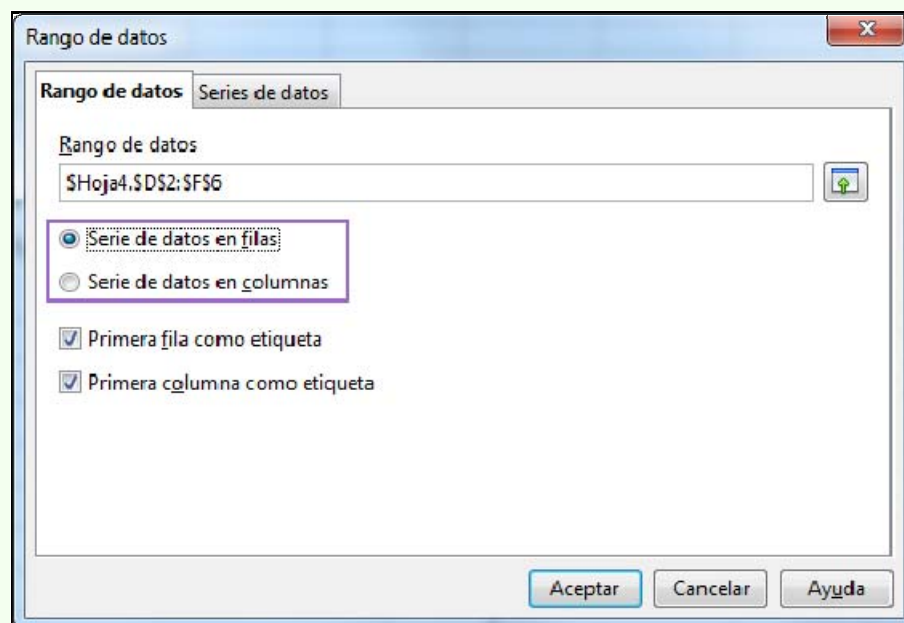 Rango de datos
Rango de datos Series de datos
Rango de datos
$Hoja4.$D$2:$F$6
Serie de datos en filas
Serie de datos en columnas
Primera fila como etiqueta
Primera columna como etiqueta
Aceptar Cancelar Ayuda